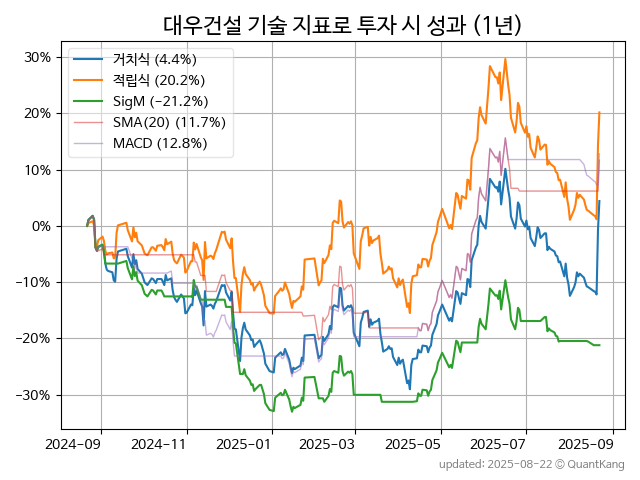 대우건설 기술 지표로 투자 시 성과 (1년)
거치식 (4.4%)
적립식 (20.2%)
SigM (−21.2%)
SMA(20) (11.7%)
MACD (12.8%)
30%
20%
10%
0%
−10%
−20%
−30%
2024-09
2024-11
2025-01
2025-03
2025-05
2025-07
2025-09
updated: 2025-08-22 © QuantKang